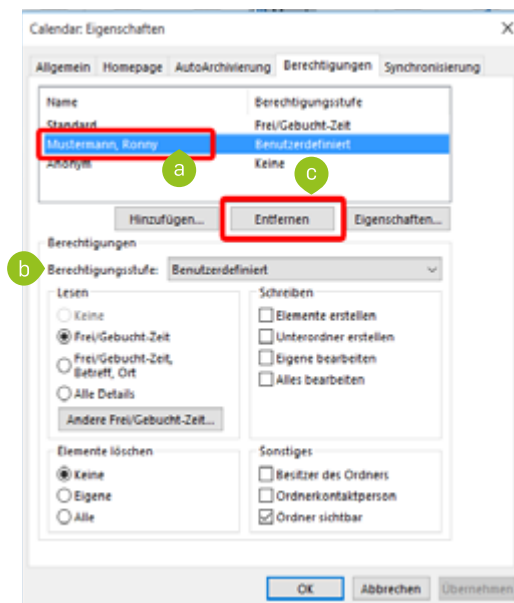 Calendar: Eigenschaften
Allgemein Homepage AutoArchivierung Berechtigungen Synchronisierung
Name Berechtigungsstufe
Standard Frei/Gebucht-Zeit
Mustermann, Ronny Benutzerdefiniert
Anonym Keine
a
c
Hinzufügen... Entfernen Eigenschaften...
Berechtigungen
b
Berechtigungsstufe: Benutzerdefiniert
Lesen Schreiben
Keine Elemente erstellen
Frei/Gebucht-Zeit Unterordner erstellen
Frei/Gebucht-Zeit, Eigene bearbeiten
Betreff, Ort
Alles bearbeiten
Alle Details
Andere Frei/Gebucht-Zeit...
Elemente löschen Sonstiges
Keine Besitzer des Ordners
Eigene Ordnerkontaktperson
Alle Ordner sichtbar
OK Abbrechen Übernehmen